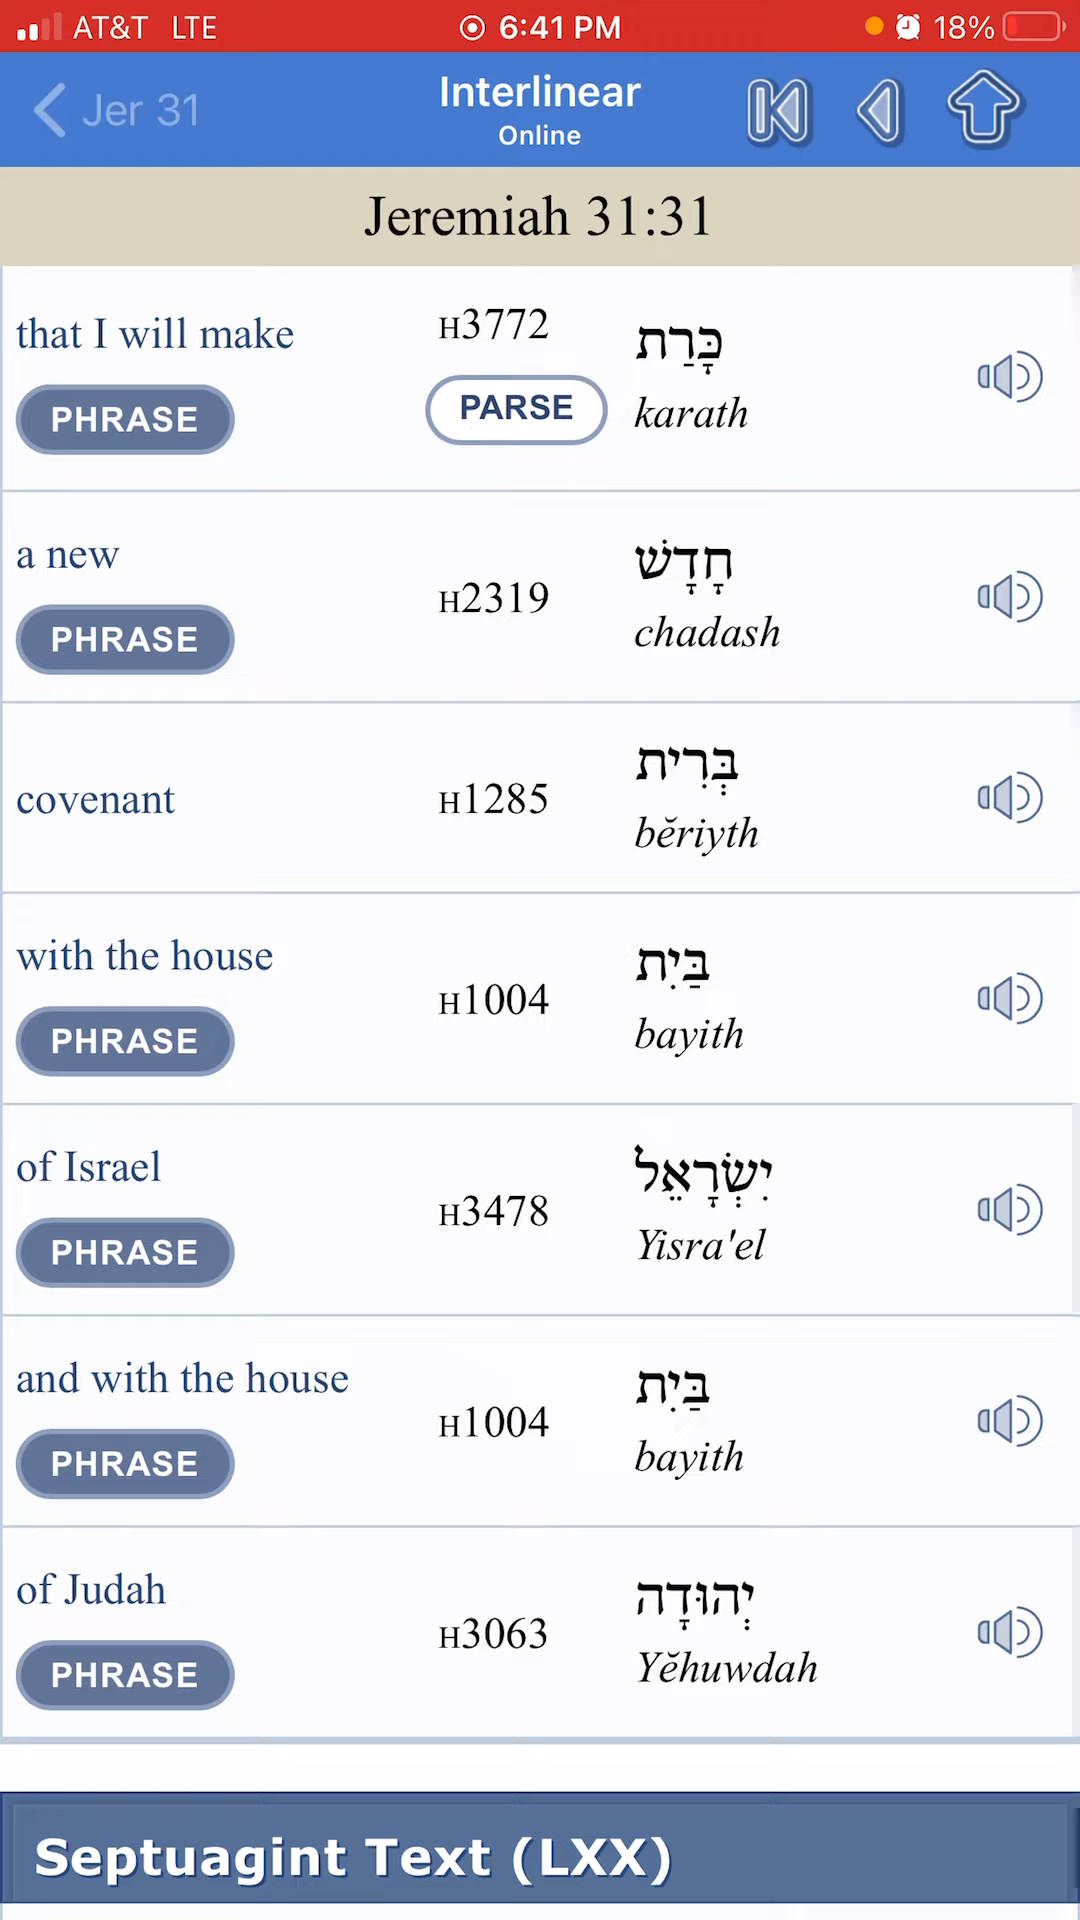 AT&T LTE 6:41 PM 18%
Jer 31
Interlinear
Online
Jeremiah 31:31
that I will make
PHRASE
H3772
PARSE
כָּרַת
karath
a new
PHRASE
H2319
חָדָשׁ
chadash
covenant
H1285
בְּרִית
bĕriyth
with the house
PHRASE
H1004
בַּיִת
bayith
of Israel
PHRASE
H3478
יִשְׂרָאֵל
Yisra'el
and with the house
PHRASE
H1004
בַּיִת
bayith
of Judah
PHRASE
H3063
יְהוּדָה
Yĕhuwdah
Septuagint Text (LXX)